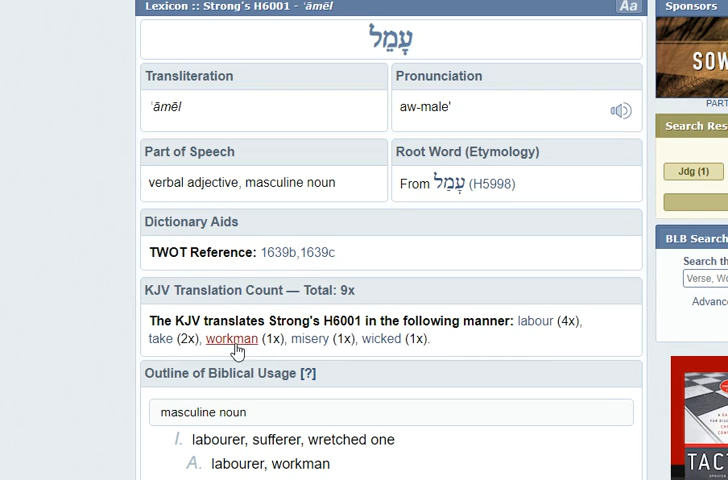 Lexicon :: Strong's H6001 - ʿāmēl
Aa
Sponsors
עָמֵל
SOW
PART
Transliteration
Pronunciation
ʿāmēl
aw-male'
Search Res
Part of Speech
Root Word (Etymology)
Jdg (1)
verbal adjective, masculine noun
From עָמַל (H5998)
Dictionary Aids
BLB Search
TWOT Reference: 1639b,1639c
Search th
Verse, Wo
KJV Translation Count — Total: 9x
Advanc
The KJV translates Strong's H6001 in the following manner: labour (4x),
take (2x), workman (1x), misery (1x), wicked (1x).
Outline of Biblical Usage [?]
masculine noun
I. labourer, sufferer, wretched one
A. labourer, workman
TACT